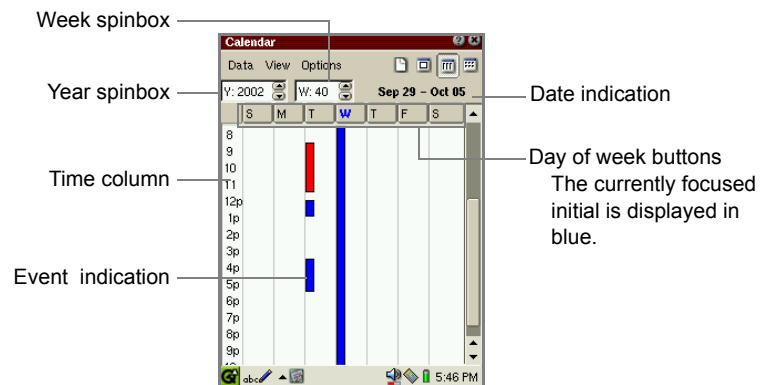 Week spinbox
Year spinbox
Time column
Event indication
Calendar
Data View Options
Y: 2002 W: 40 Sep 29 – Oct 05
S M T W T F S
8
9
10
11
12p
1p
2p
3p
4p
5p
6p
7p
8p
9p
abc
5:46 PM
Date indication
Day of week buttons
The currently focused
initial is displayed in
blue.